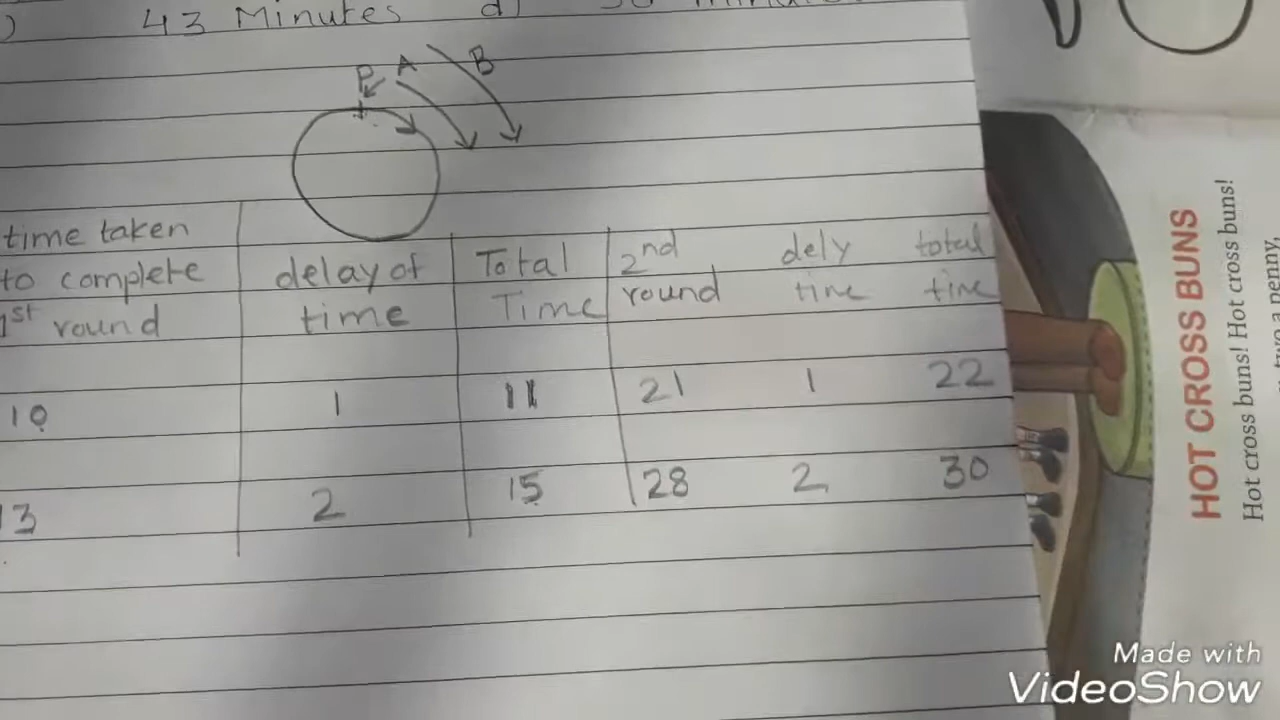 ) 43 Minutes d)
P A B
time taken
to complete delay of Total 2nd dely total
1st round time Time round time time
10 1 11 21 1 22
13 2 15 28 2 30
HOT CROSS BUNS
Hot cross buns! Hot cross buns!
two a penny,
Made with
VideoShow